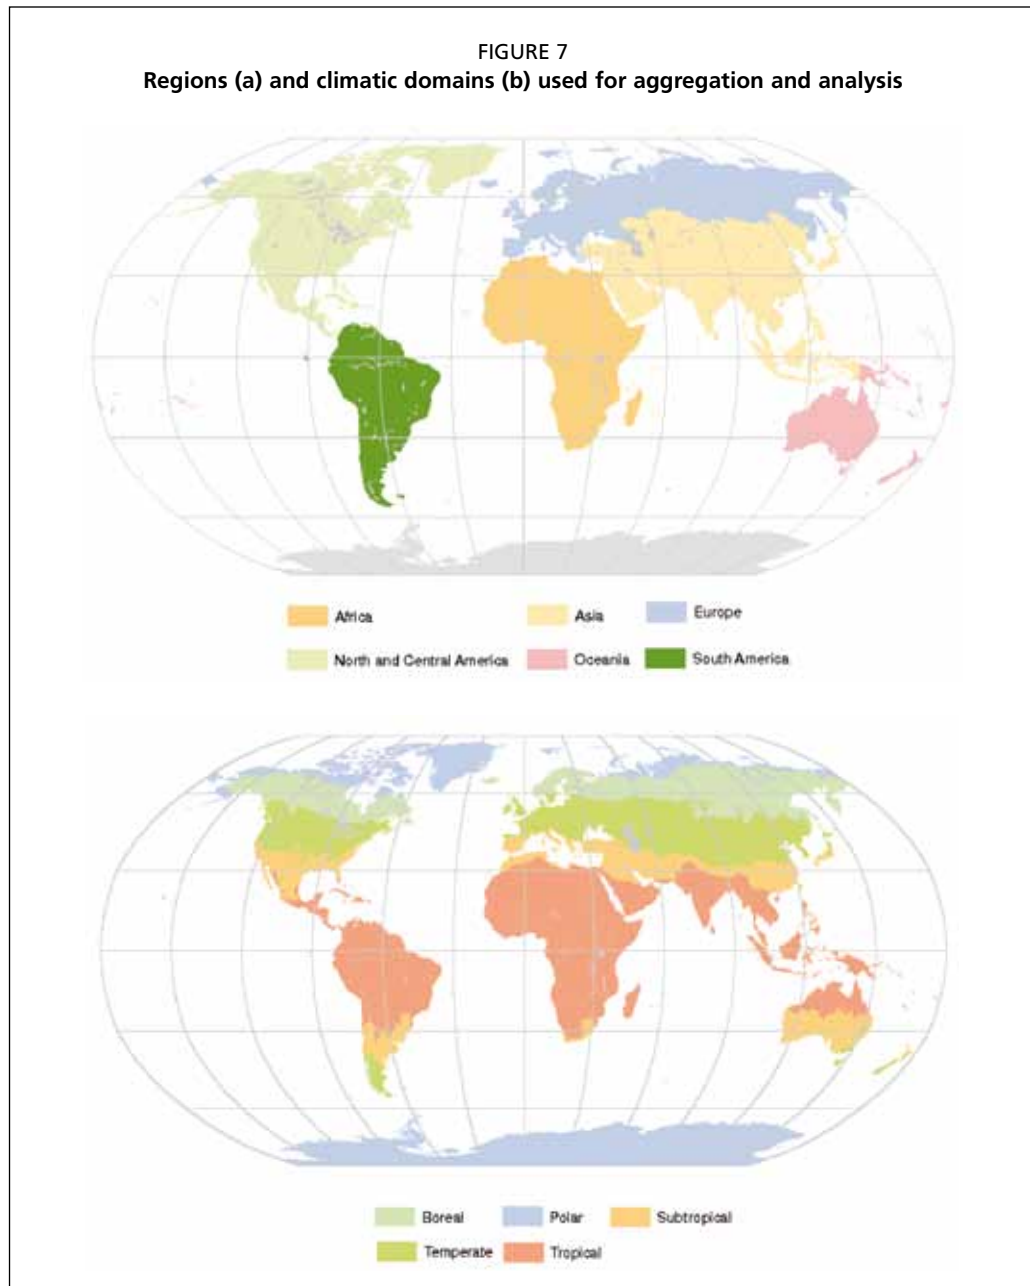 FIGURE 7
Regions (a) and climatic domains (b) used for aggregation and analysis
Africa
Asia
Europe
North and Central America
Oceania
South America
Boreal
Polar
Subtropical
Temperate
Tropical